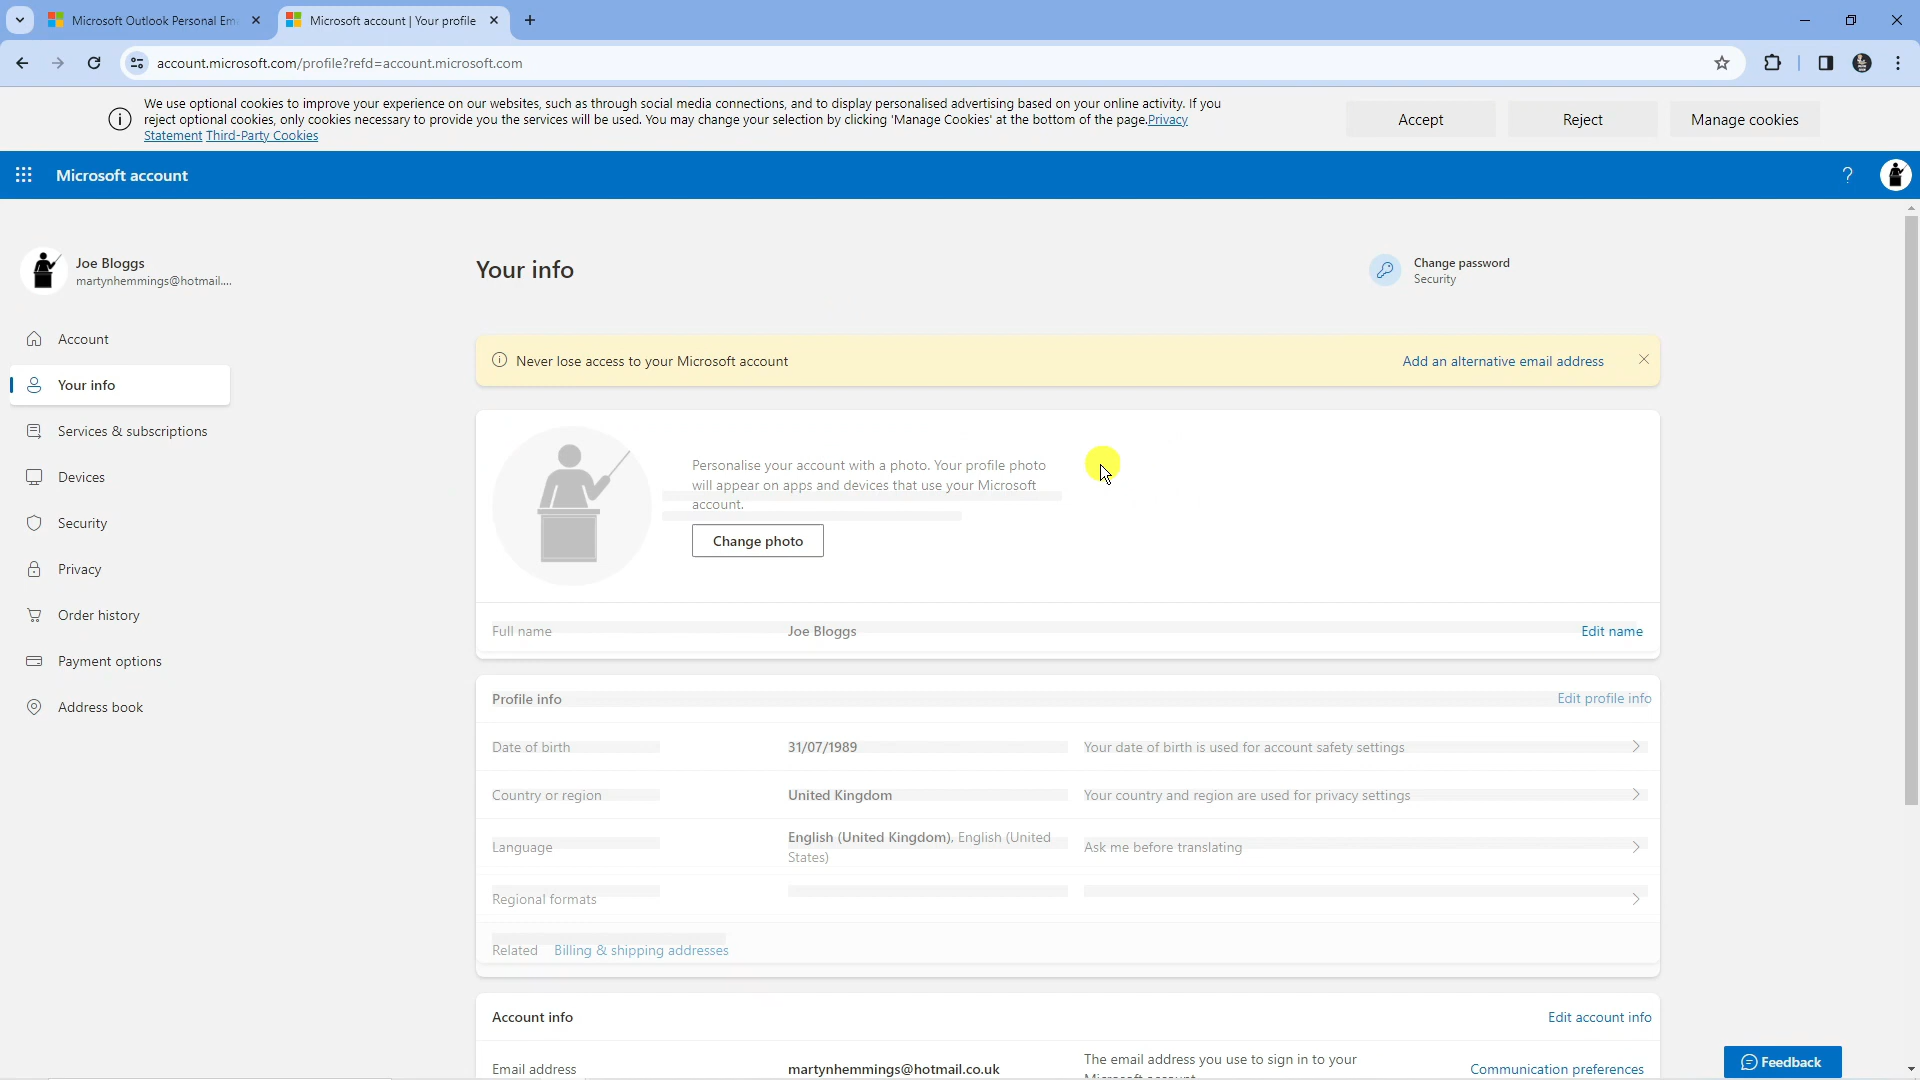 Microsoft Outlook Personal Em
Microsoft account | Your profile
account.microsoft.com/profile?refd=account.microsoft.com
We use optional cookies to improve your experience on our websites, such as through social media connections, and to display personalised advertising based on your online activity. If you
reject optional cookies, only cookies necessary to provide you the services will be used. You may change your selection by clicking 'Manage Cookies' at the bottom of the page.Privacy
Statement Third-Party Cookies
Accept
Reject
Manage cookies
Microsoft account
?
Joe Bloggs
martynhemmings@hotmail....
Account
Your info
Services & subscriptions
Devices
Security
Privacy
Order history
Payment options
Address book
Your info
Change password
Security
Never lose access to your Microsoft account
Add an alternative email address
Personalise your account with a photo. Your profile photo
will appear on apps and devices that use your Microsoft
account.
Change photo
Full name
Joe Bloggs
Edit name
Profile info
Edit profile info
Date of birth
31/07/1989
Your date of birth is used for account safety settings
Country or region
United Kingdom
Your country and region are used for privacy settings
Language
English (United Kingdom), English (United
States)
Ask me before translating
Regional formats
Related Billing & shipping addresses
Account info
Edit account info
Email address
martynhemmings@hotmail.co.uk
The email address you use to sign in to your
Microsoft account
Communication preferences
Feedback